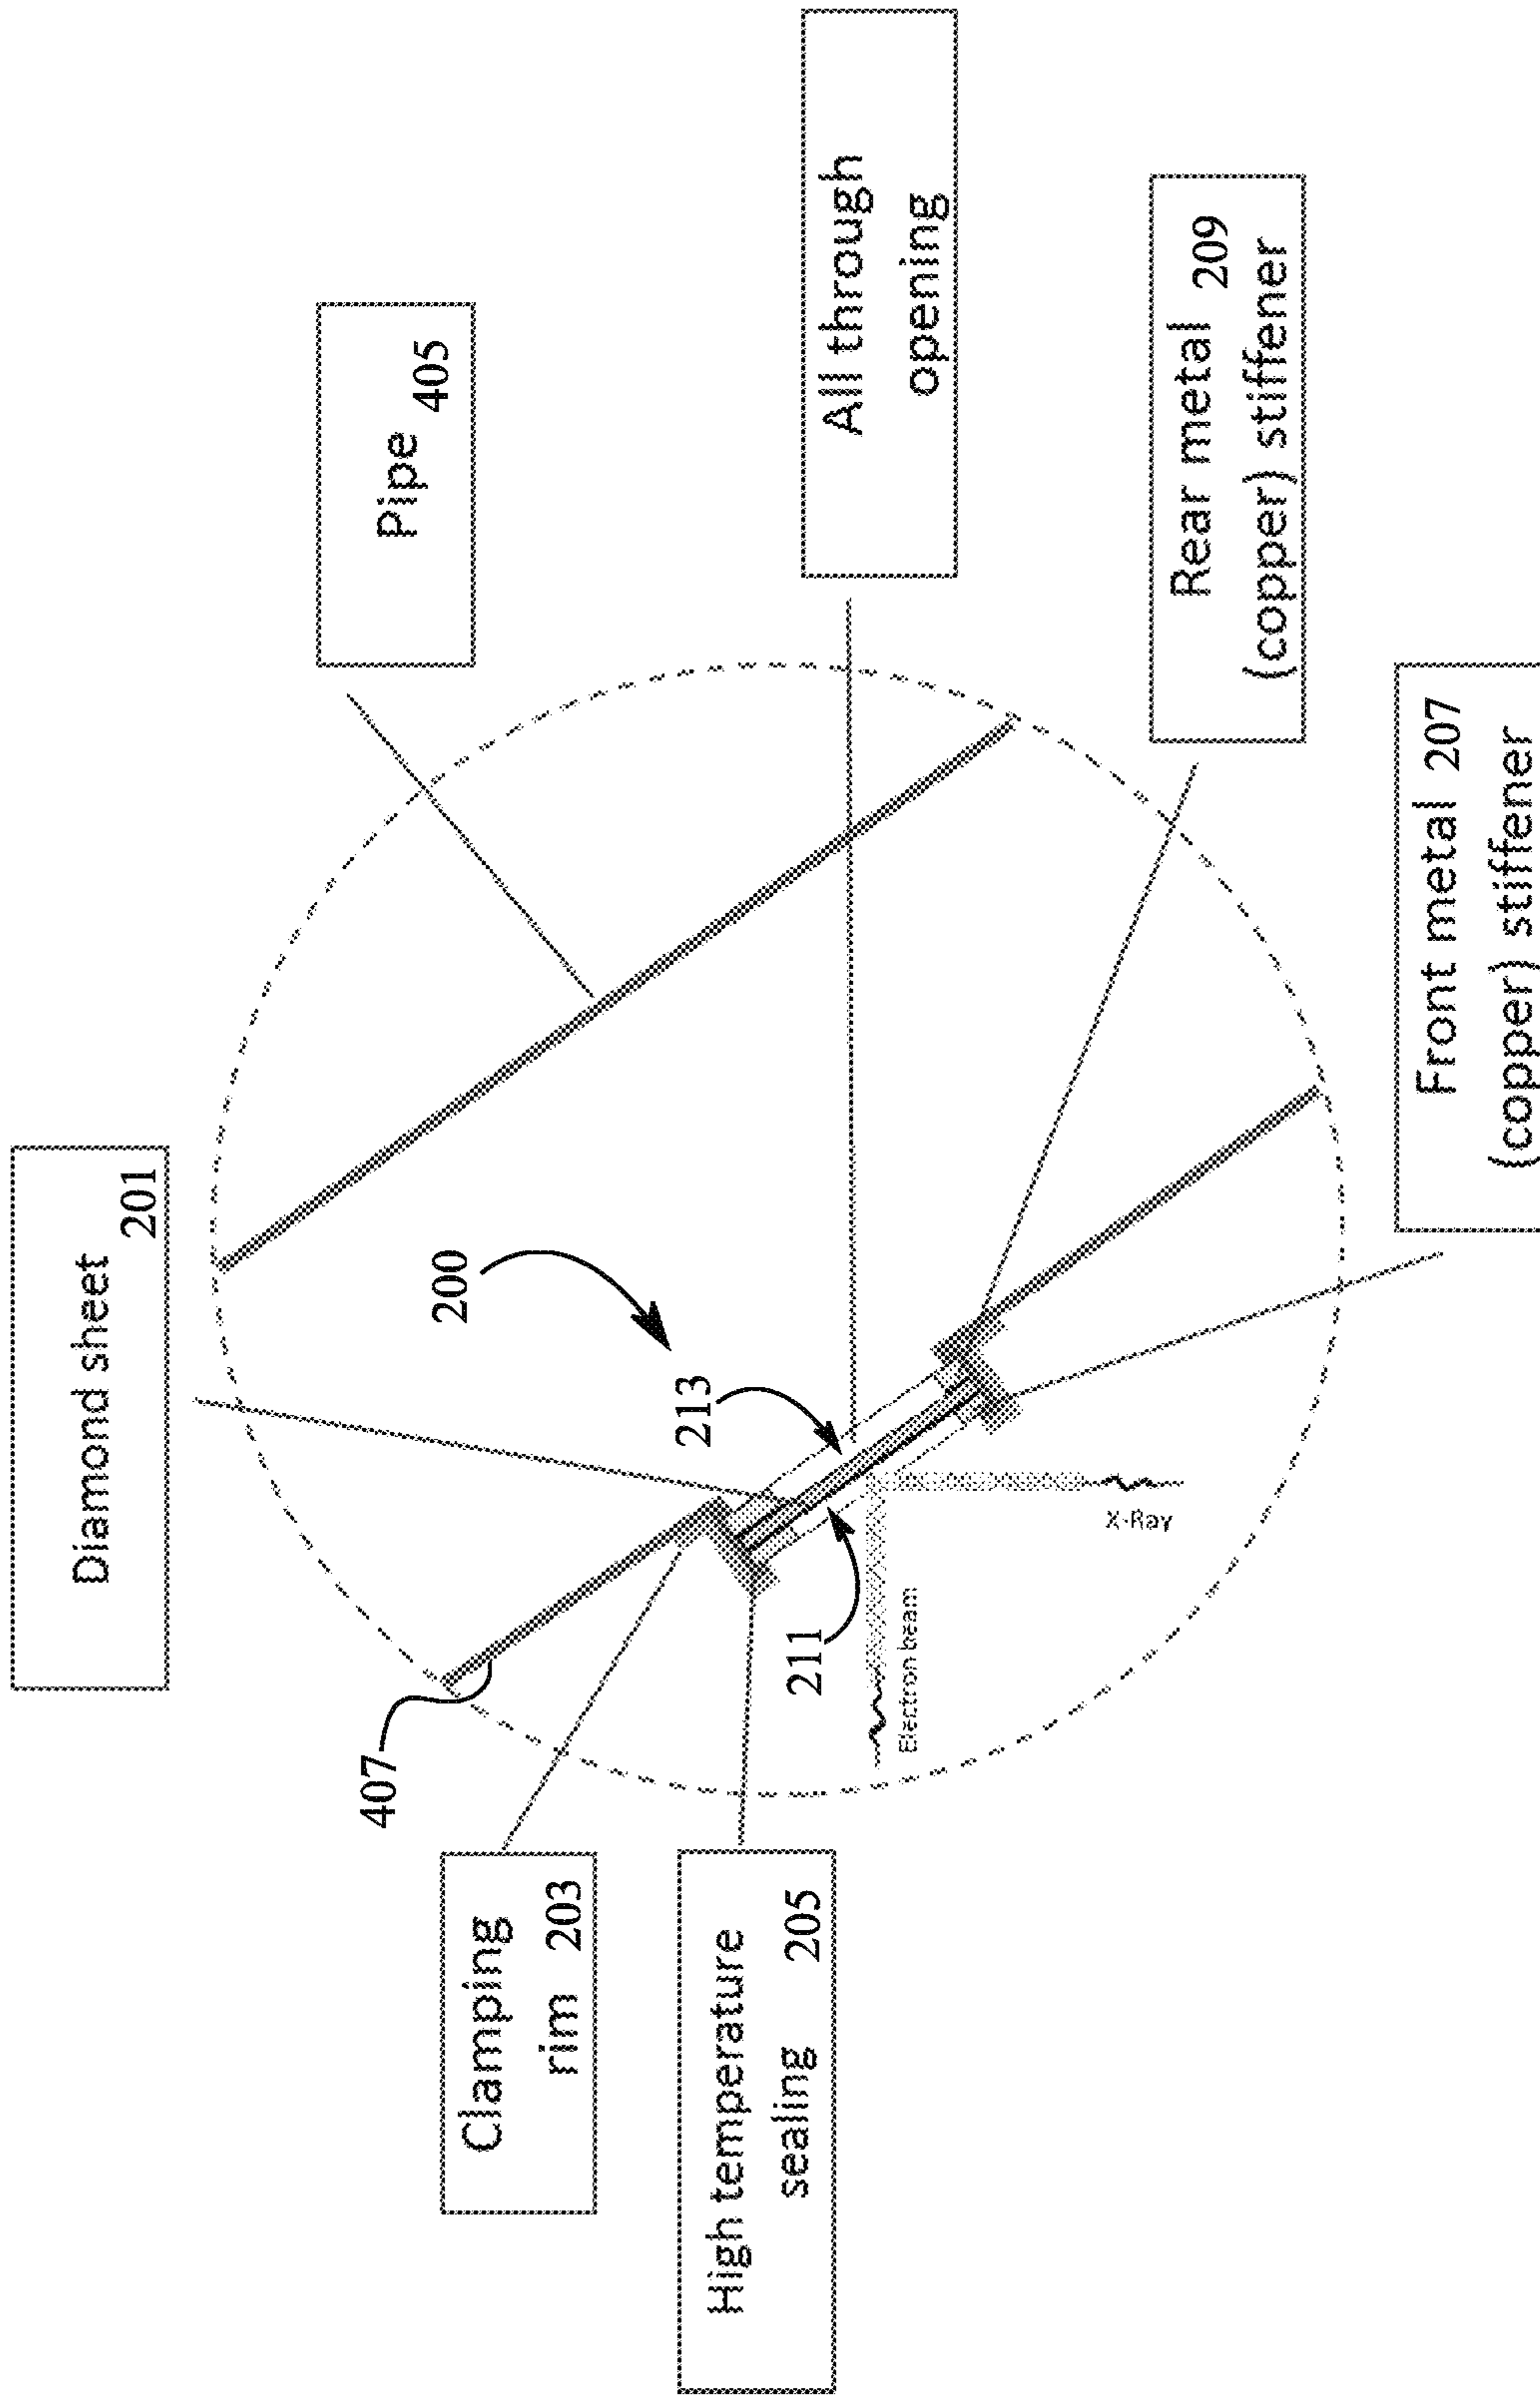 Diamond sheet
201
Pipe 405
All through
opening
Rear metal 209
(copper) stiffener
Front metal 207
(copper) stiffener
200
213
211
407
Clamping
rim 203
High temperature
sealing 205
Electron beam
X-Ray